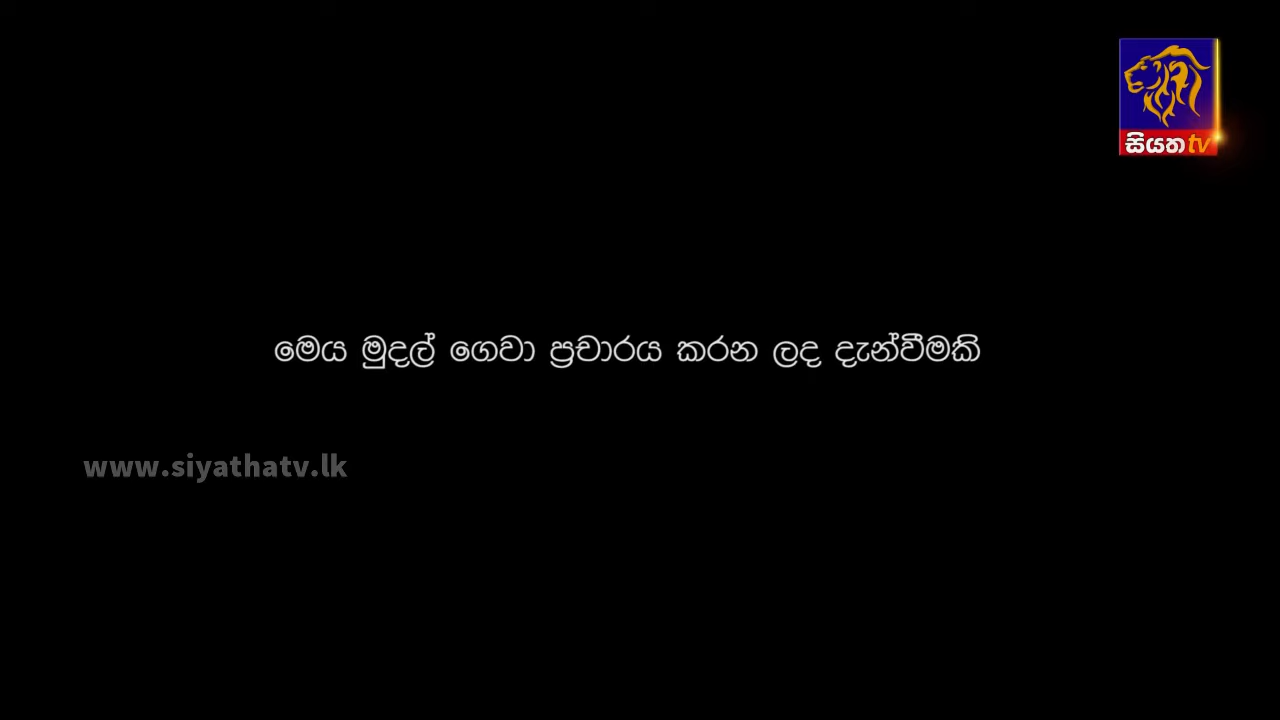 සියත tv
මෙය මුදල් ගෙවා ප්‍රචාරය කරන ලද දැන්වීමකි
www.siyathatv.lk